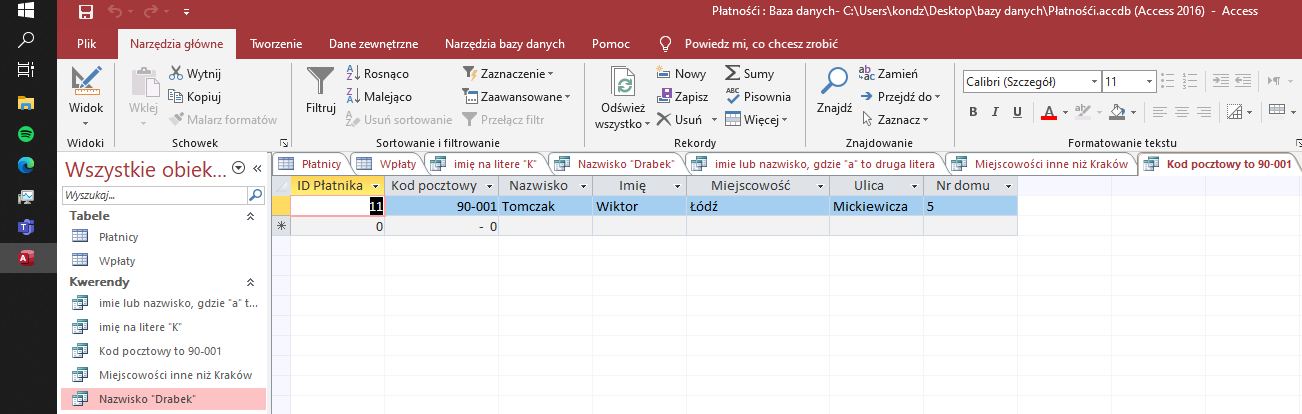 Płatnośći : Baza danych- C:\Users\kondz\Desktop\bazy danych\Płatnośći.accdb (Access 2016) - Access
Plik Narzędzia główne Tworzenie Dane zewnętrzne Narzędzia bazy danych Pomoc Powiedz mi, co chcesz zrobić
Wytnij Rosnąco Zaznaczenie Nowy Sumy Zamień Calibri (Szczegół) 11
Widok Wklej Kopiuj Filtruj Malejąco Zaawansowane Odśwież wszystko Zapisz Pisownia Znajdź Przejdź do B I U
Malarz formatów Usuń sortowanie Przełącz filtr Usuń Więcej Zaznacz
Widoki Schowek Sortowanie i filtrowanie Rekordy Znajdowanie Formatowanie tekstu
Wszystkie obiek...
Płatnicy Wpłaty imię na litere "K" Nazwisko "Drabek" imie lub nazwisko, gdzie "a" to druga litera Miejscowości inne niż Kraków Kod pocztowy to 90-001
ID Płatnika Kod pocztowy Nazwisko Imię Miejscowość Ulica Nr domu
11 90-001 Tomczak Wiktor Łódź Mickiewicza 5
0 - 0
Wyszukaj...
Tabele
Płatnicy
Wpłaty
Kwerendy
imie lub nazwisko, gdzie "a" t...
imię na litere "K"
Kod pocztowy to 90-001
Miejscowości inne niż Kraków
Nazwisko "Drabek"